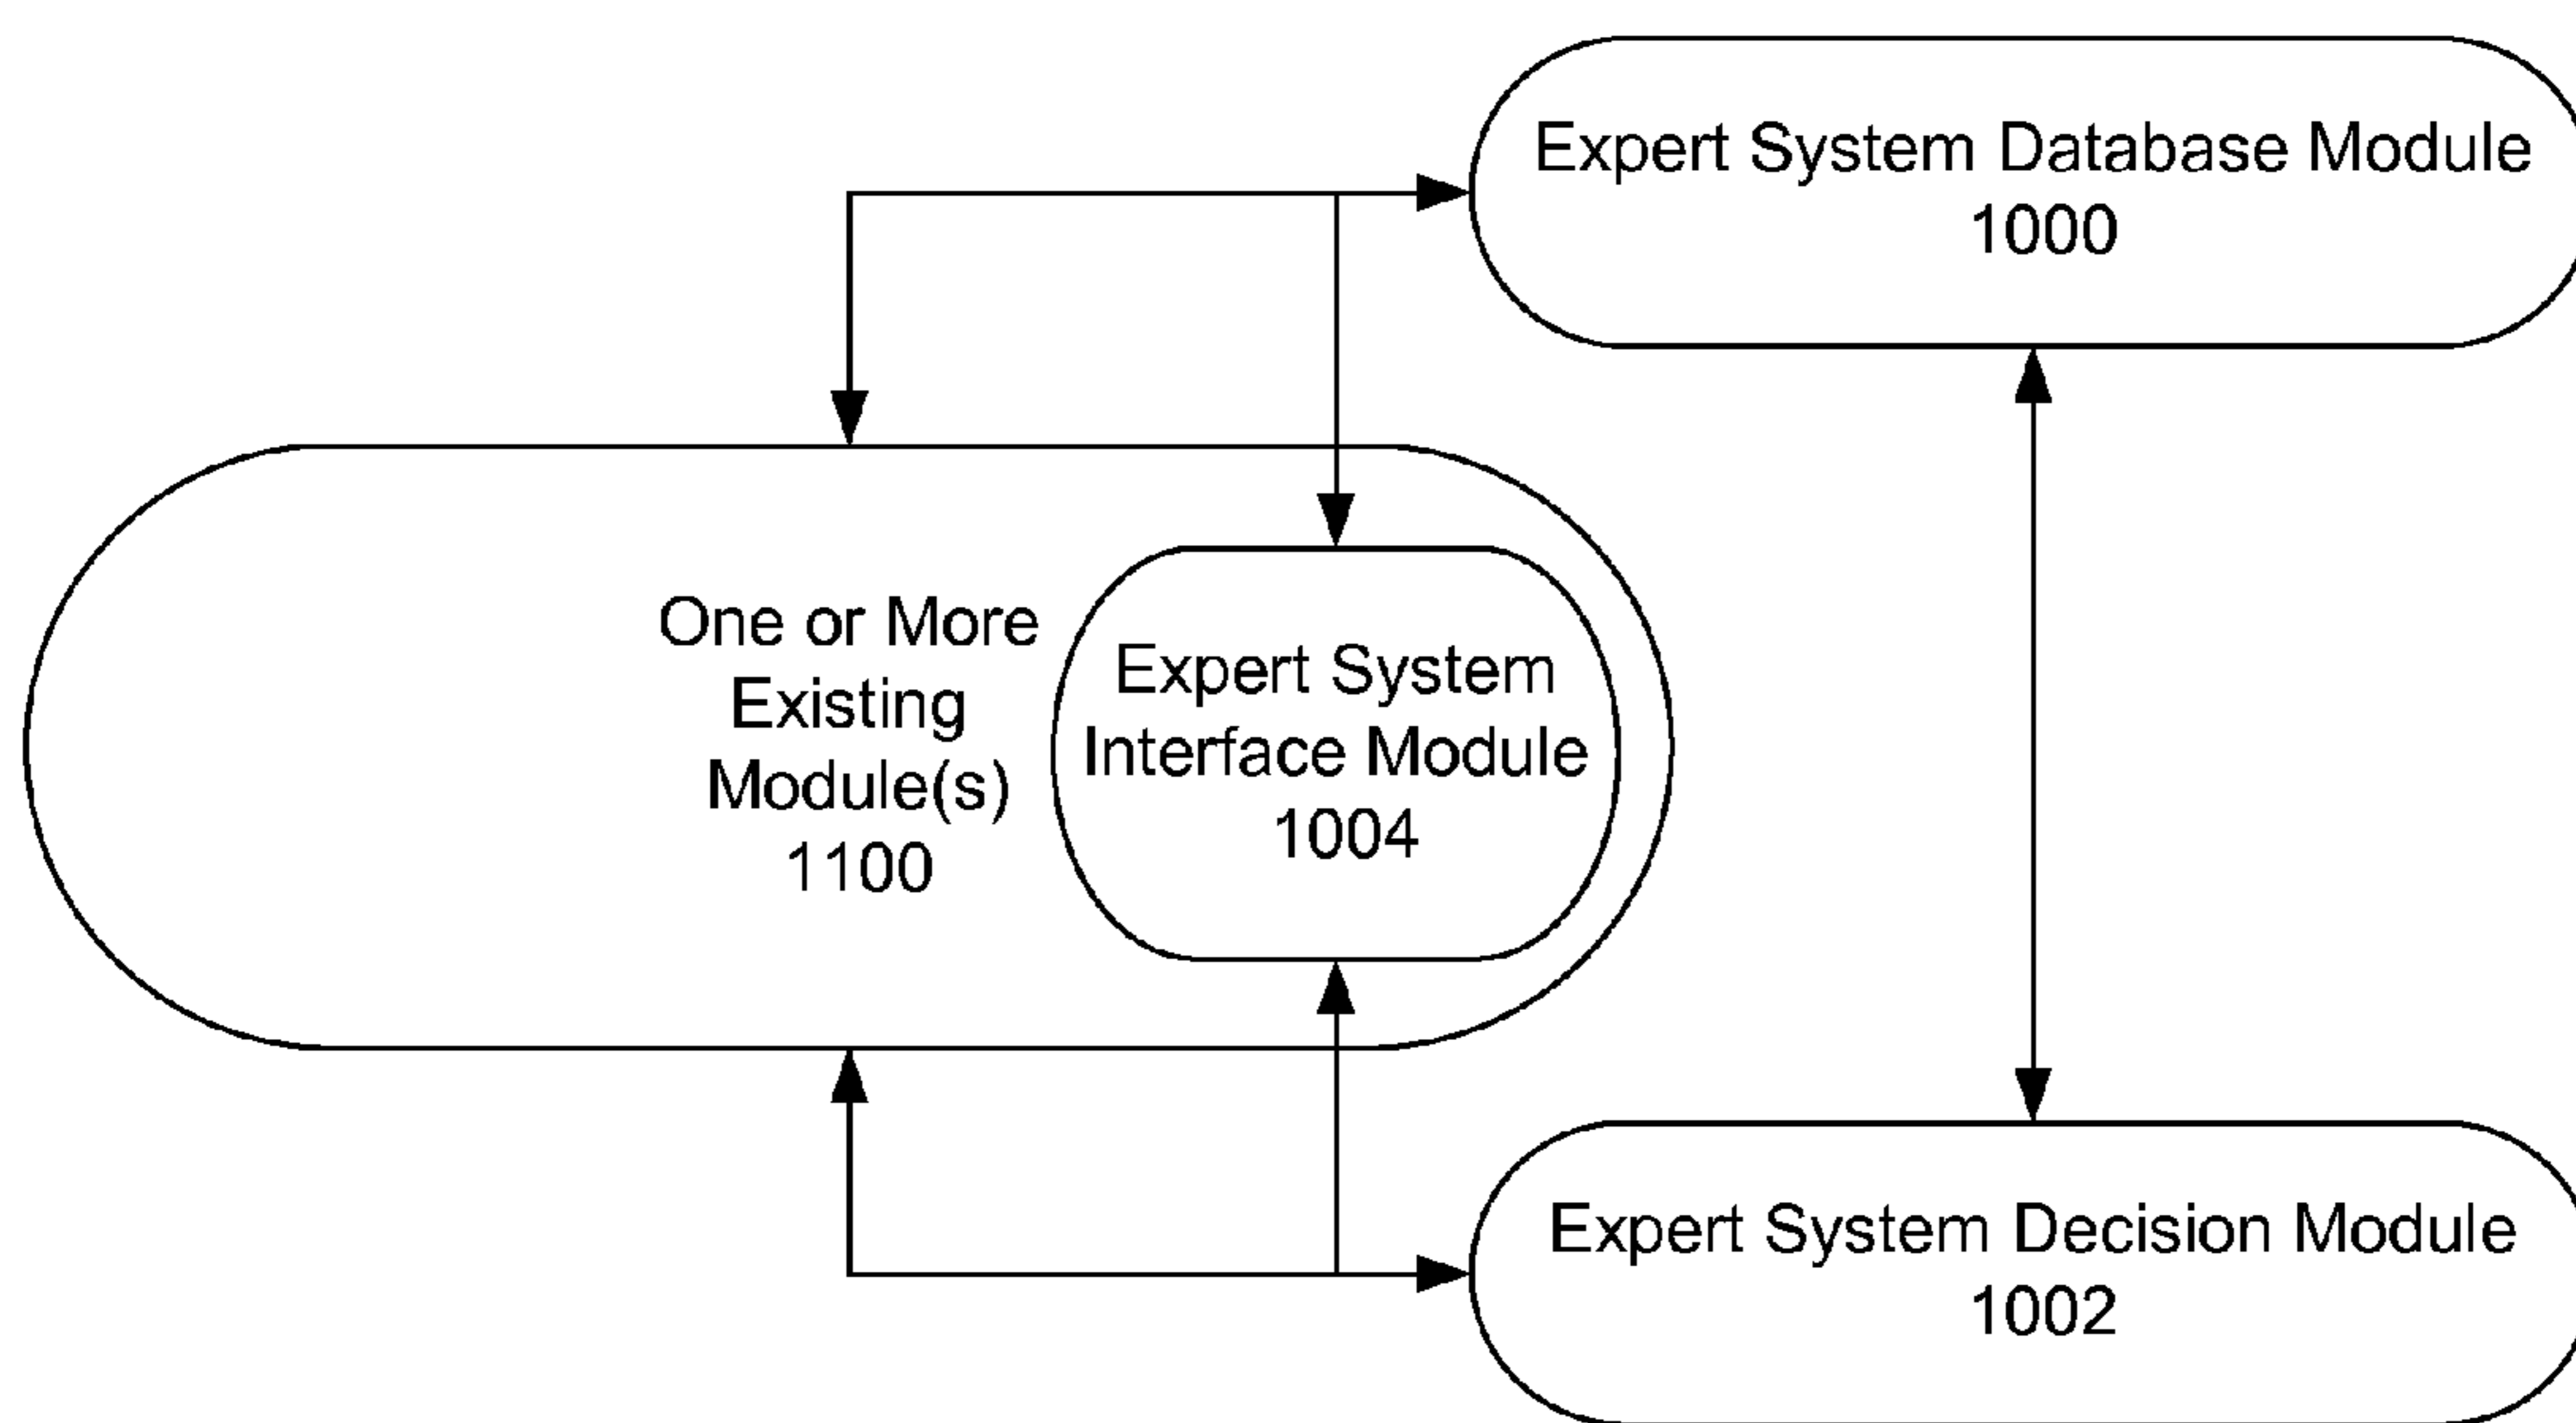 Expert System Database Module
1000
One or More
Existing
Module(s)
1100
Expert System
Interface Module
1004
Expert System Decision Module
1002